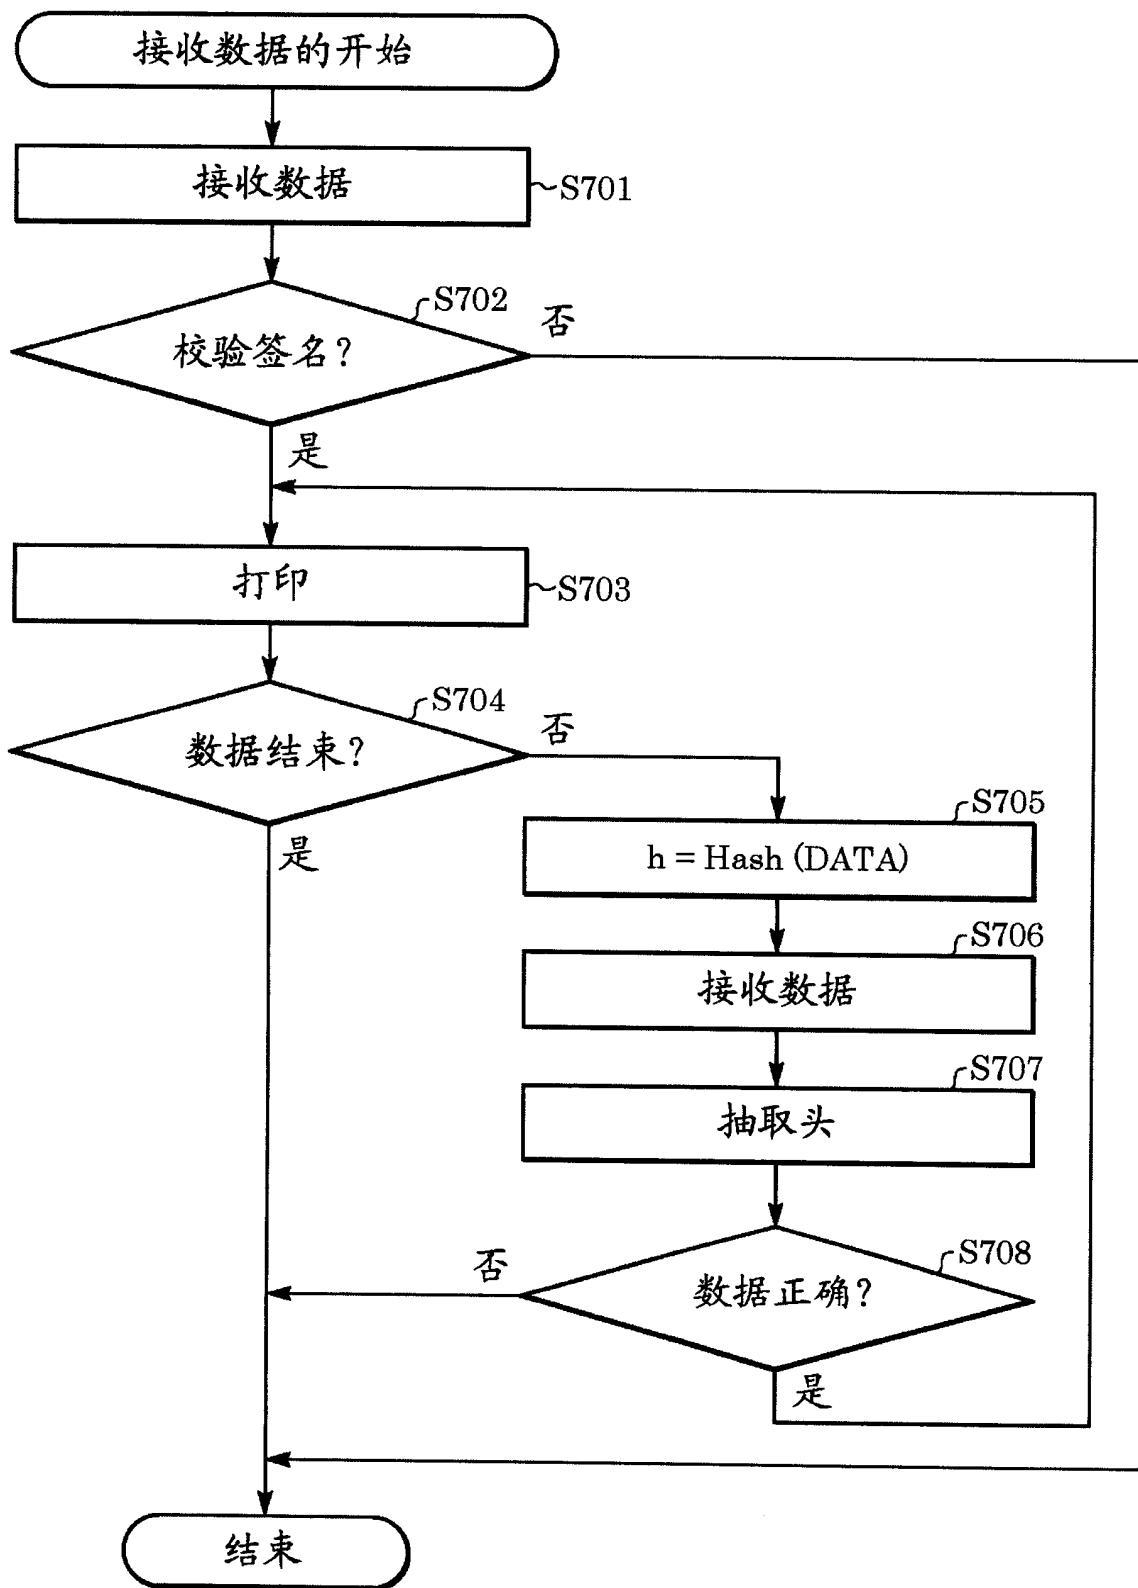 接收数据的开始
接收数据
S701
S702
否
校验签名?
是
打印
S703
S704
否
数据结束?
是
S705
h = Hash (DATA)
S706
接收数据
S707
抽取头
S708
否
数据正确?
是
结束